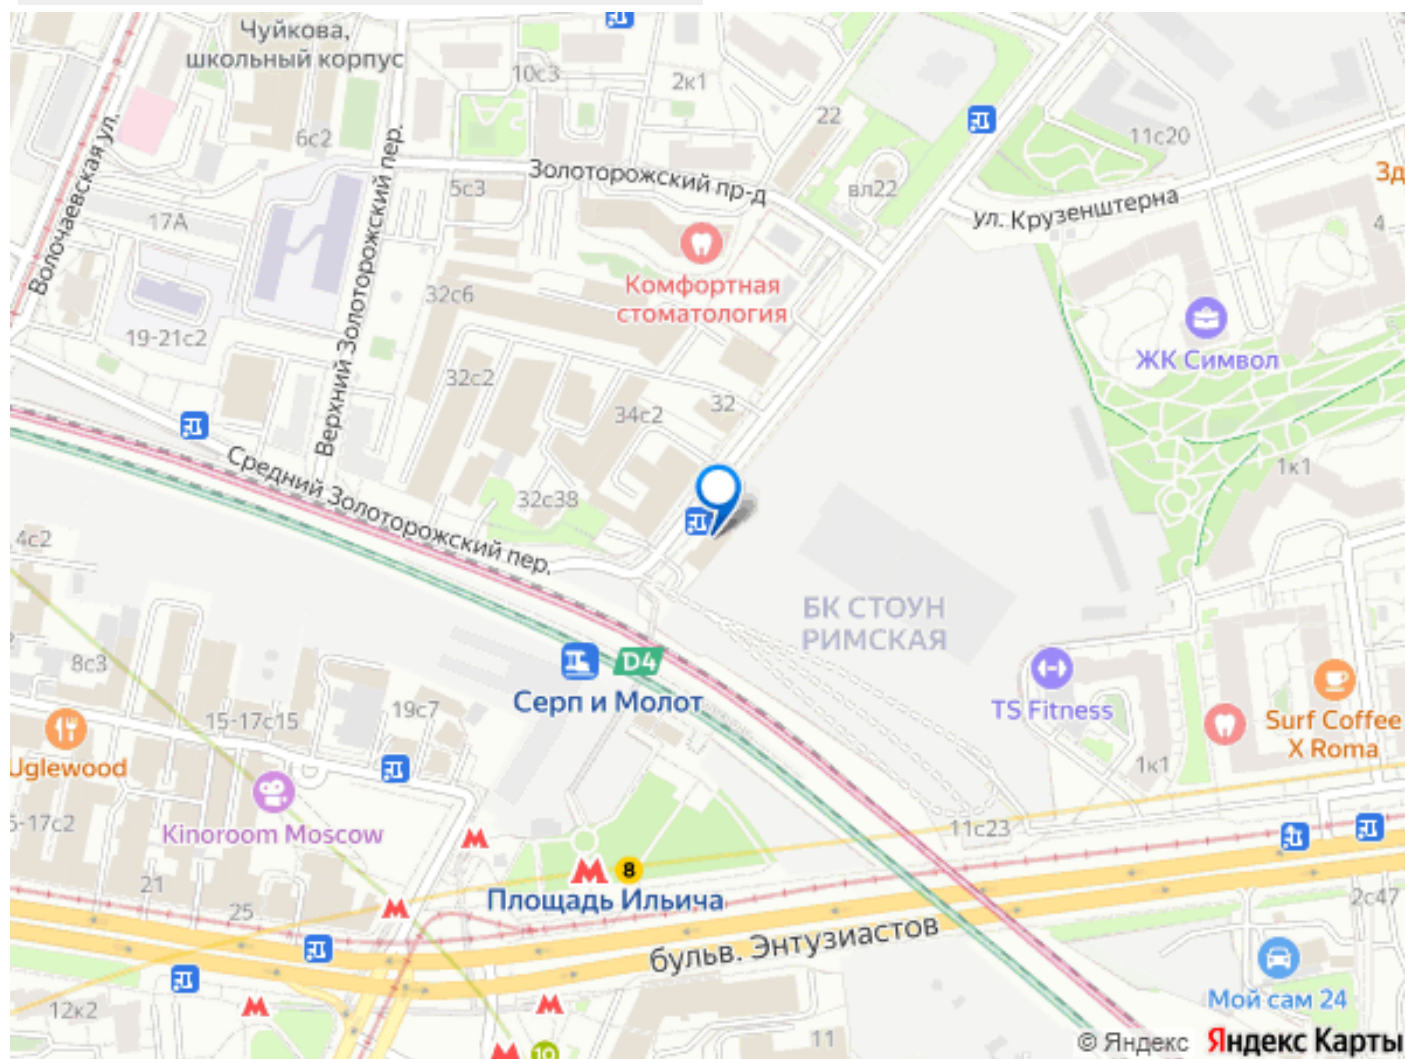 Чуйкова,
школьный корпус
10с3
2к1
22
11с20
6с2
Волочаевская ул.
Верхний Золоторожский пер.
Золоторожский пр-д
5с3
вл22
ул. Крузенштерна
4
17А
Комфортная
стоматология
32с6
19-21с2
ЖК Символ
32с2
34с2
32
1к1
Средний Золоторожский пер.
32с38
4с2
БК СТОУН
РИМСКАЯ
8с3
D4
Серп и Молот
TS Fitness
Surf Coffee
X Roma
15-17с15
19с7
Uglewood
1к1
Kinoroom Moscow
11с23
8
Площадь Ильича
21
25
2с47
бульв. Энтузиастов
12к2
Мой сам 24
11
10
© Яндекс Яндекс Карты